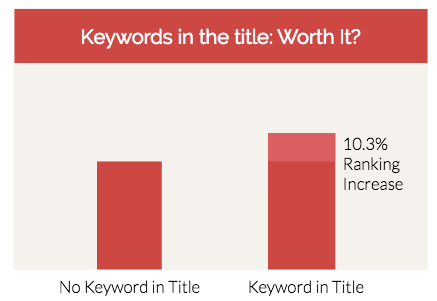 Keywords in the title: Worth It?
10.3%
Ranking
Increase
No Keyword in Title
Keyword in Title